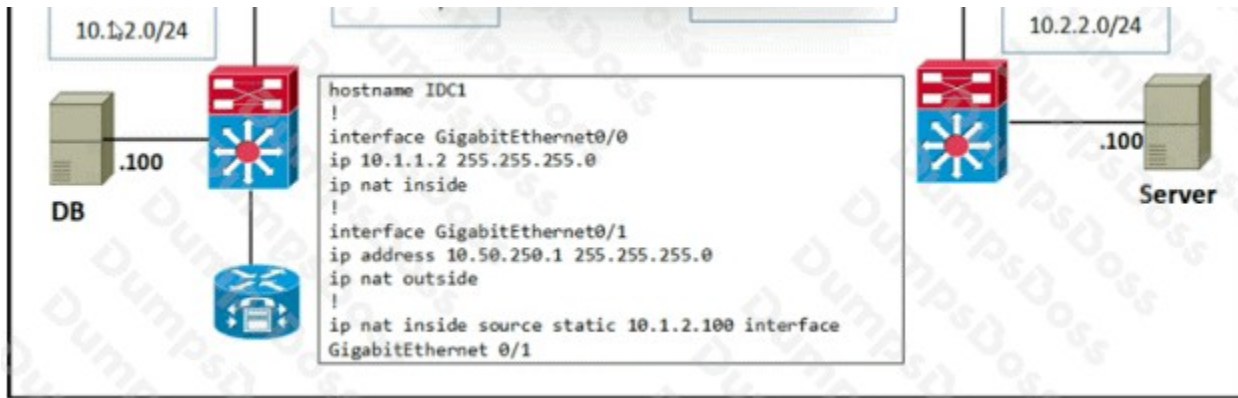 10.1.2.0/24
10.2.2.0/24
hostname IDC1
!
interface GigabitEthernet0/0
ip 10.1.1.2 255.255.255.0
ip nat inside
!
interface GigabitEthernet0/1
ip address 10.50.250.1 255.255.255.0
ip nat outside
!
ip nat inside source static 10.1.2.100 interface
GigabitEthernet 0/1
.100
DB
.100
Server
DumpsDoss